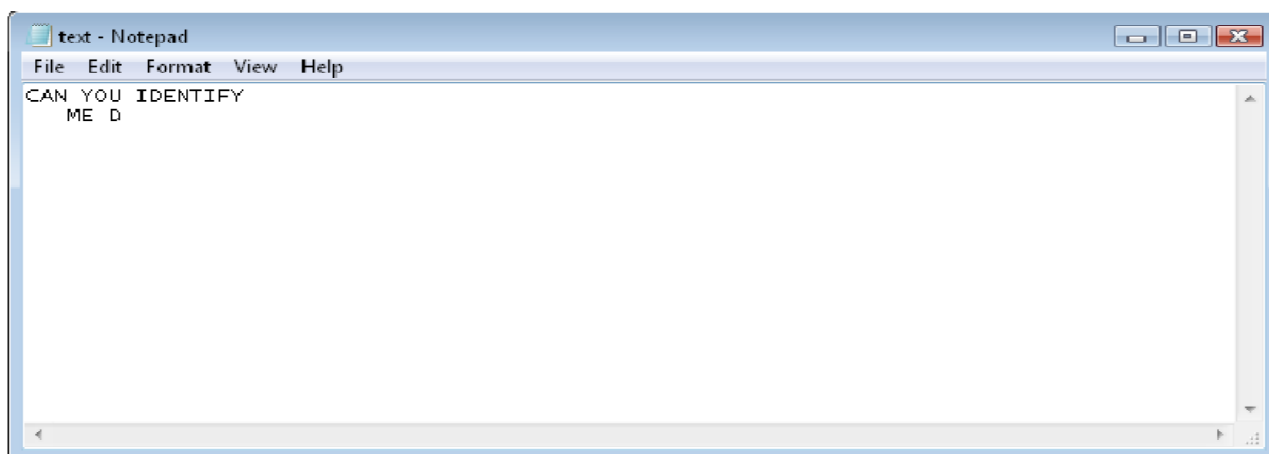 text - Notepad
File Edit Format View Help
CAN YOU IDENTIFY
ME D